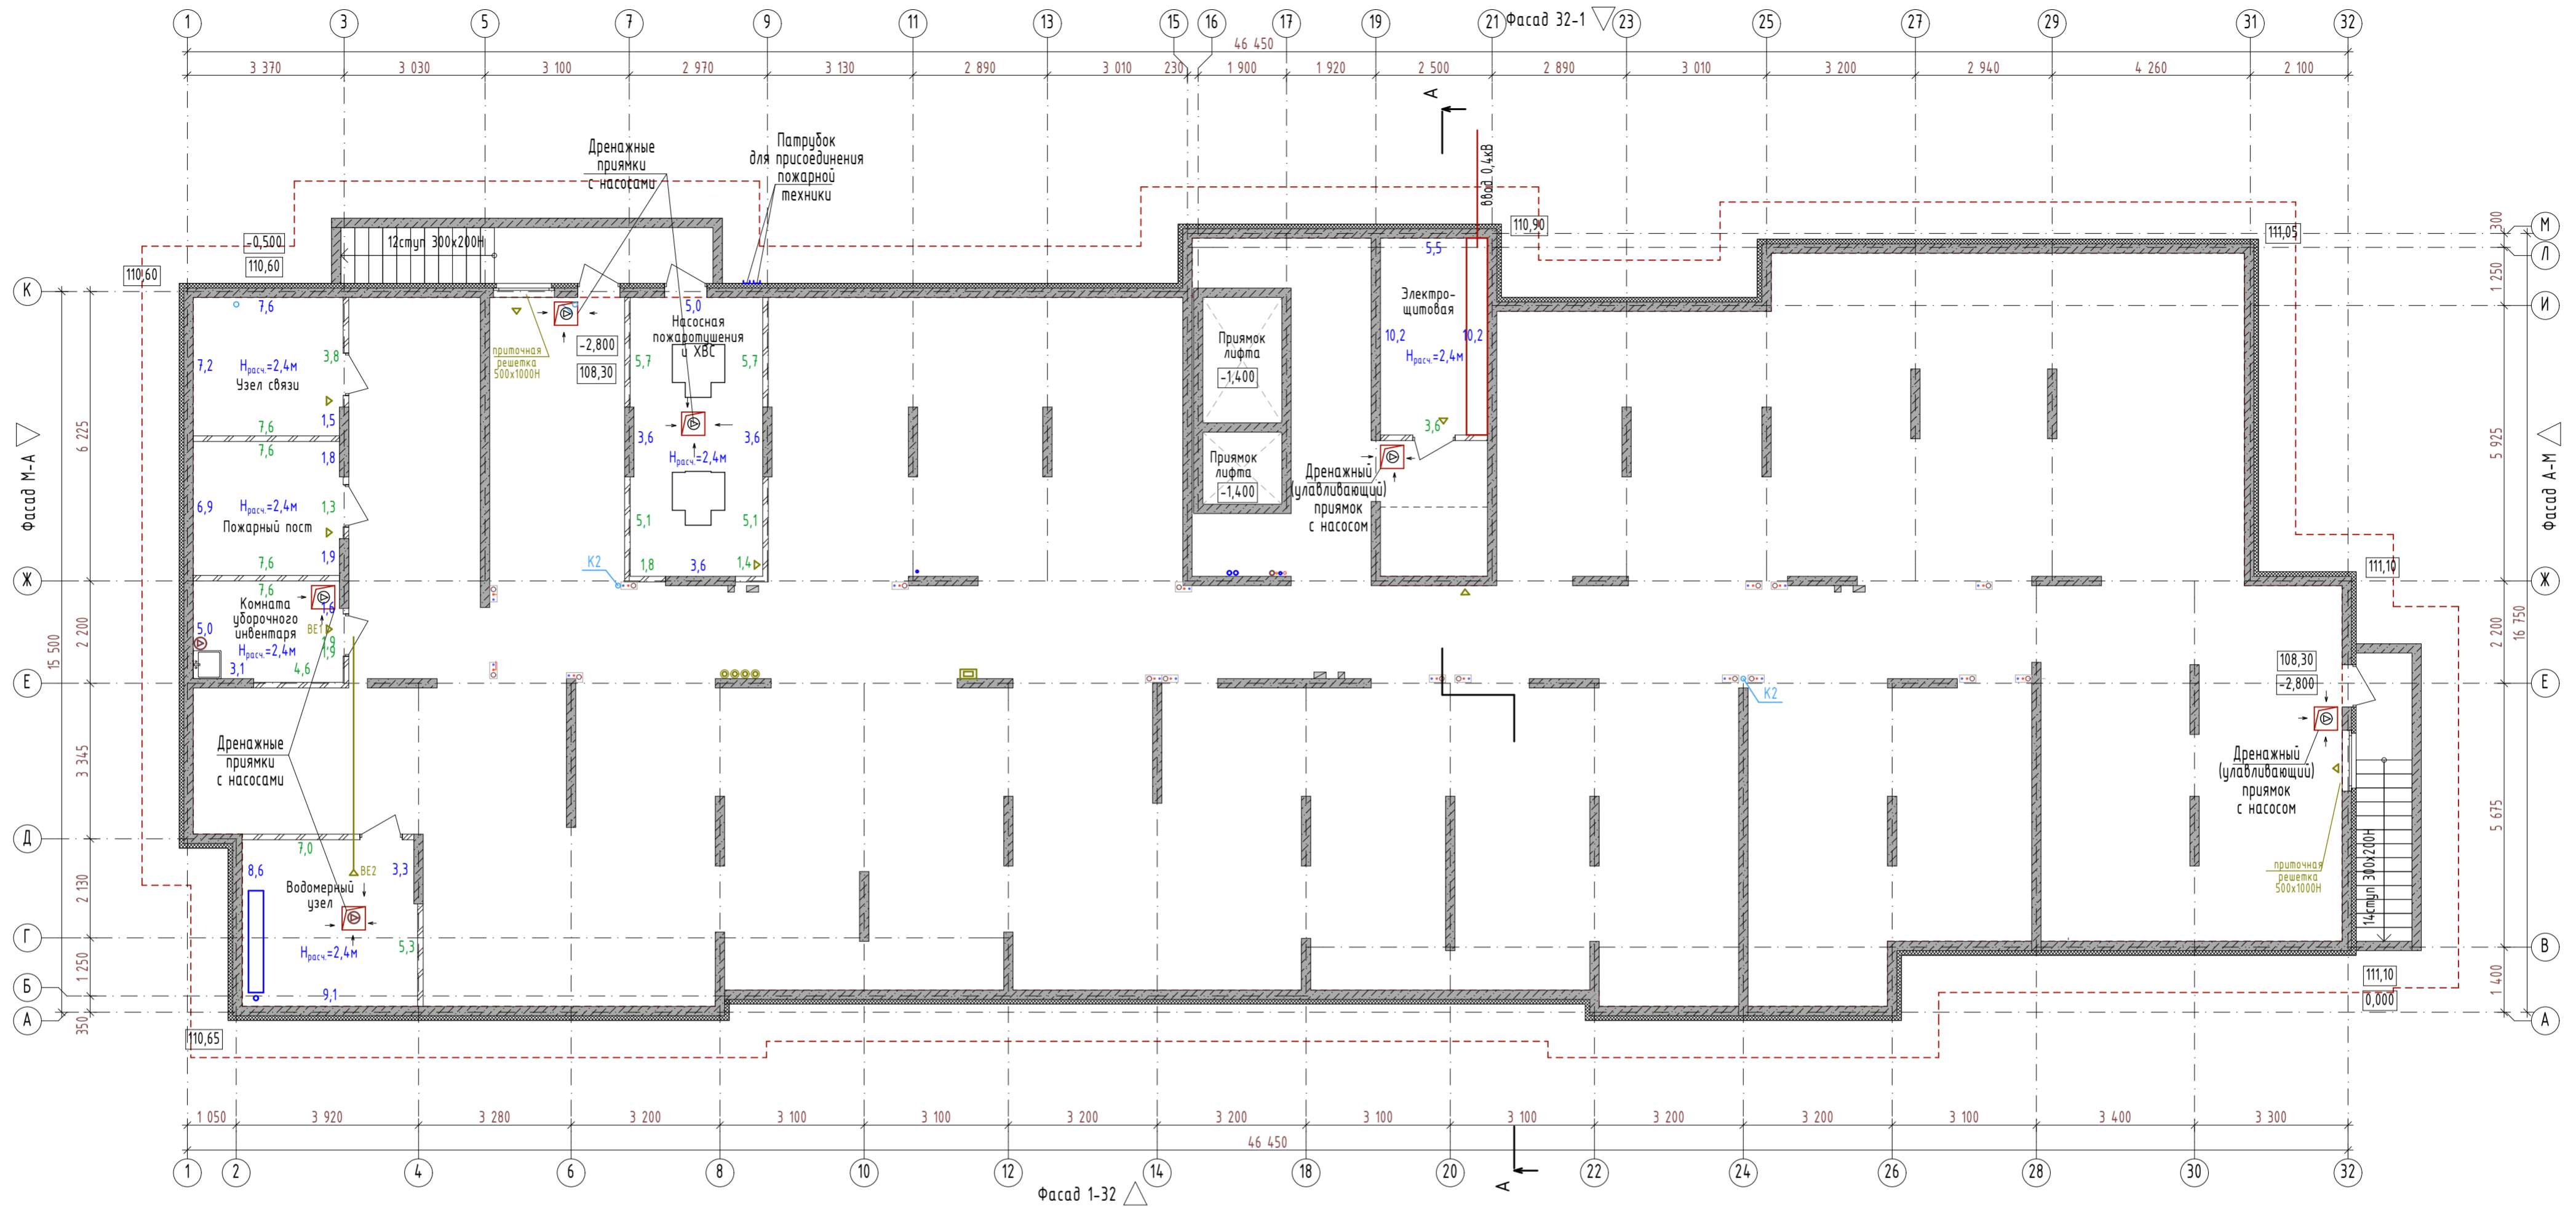 1 3 5 7 9 11 13 15 16 17 19 21 Фасад 32-1 23 25 27 29 31 32
46 450
3 370 3 030 3 100 2 970 3 130 2 890 3 010 230 1 900 1 920 2 500 2 890 3 010 3 200 2 940 4 260 2 100
А
Дренажные
приямки
с насосами
Патрубок
для присоединения
пожарной
техники
ввод 0,4кВ
-0,500
110,60
110,60
12ступ 300х200Н
110,90
111,05
300
М
Л
1 250
И
К
7,6
7,2
Нрасч.=2,4м
Узел связи
3,8
1,5
7,6
приточная
решетка
500х1000Н
-2,800
108,30
5,0
Насосная
пожаротушения
и ХВС
5,7
5,7
3,6
3,6
Нрасч.=2,4м
5,1
5,1
1,8
3,6
1,4
Приямок
лифта
-1,400
Приямок
лифта
-1,400
5,5
Электро-
щитовая
10,2
10,2
Нрасч.=2,4м
3,6
Дренажный
(улавливающий)
приямок
с насосом
Фасад М-А
6 225
5 925
Фасад А-М
7,6
1,8
6,9
Нрасч.=2,4м
1,3
Пожарный пост
1,9
7,6
К2
Ж
Ж
111,10
7,6
Комната
уборочного
инвентаря
1,6
ВЕ1
5,0
1,9
1,9
Нрасч.=2,4м
3,1
4,6
15 500
2 200
2 200
16 750
Е
Е
К2
108,30
-2,800
Дренажный
(улавливающий)
приямок
с насосом
Дренажные
приямки
с насосами
3 345
5 675
Д
7,0
8,6
3,3
ВЕ2
Водомерный
узел
5,3
Нрасч.=2,4м
9,1
приточная
решетка
500х1000Н
14ступ 300х200Н
2 130
Г
В
1 250
Б
А
350
111,10
0,000
1 400
А
110,65
1 050 3 920 3 280 3 200 3 100 3 100 3 200 3 200 3 100 3 100 3 200 3 200 3 100 3 400 3 300
46 450
1 2 4 6 8 10 12 14 18 20 22 24 26 28 30 32
А
Фасад 1-32